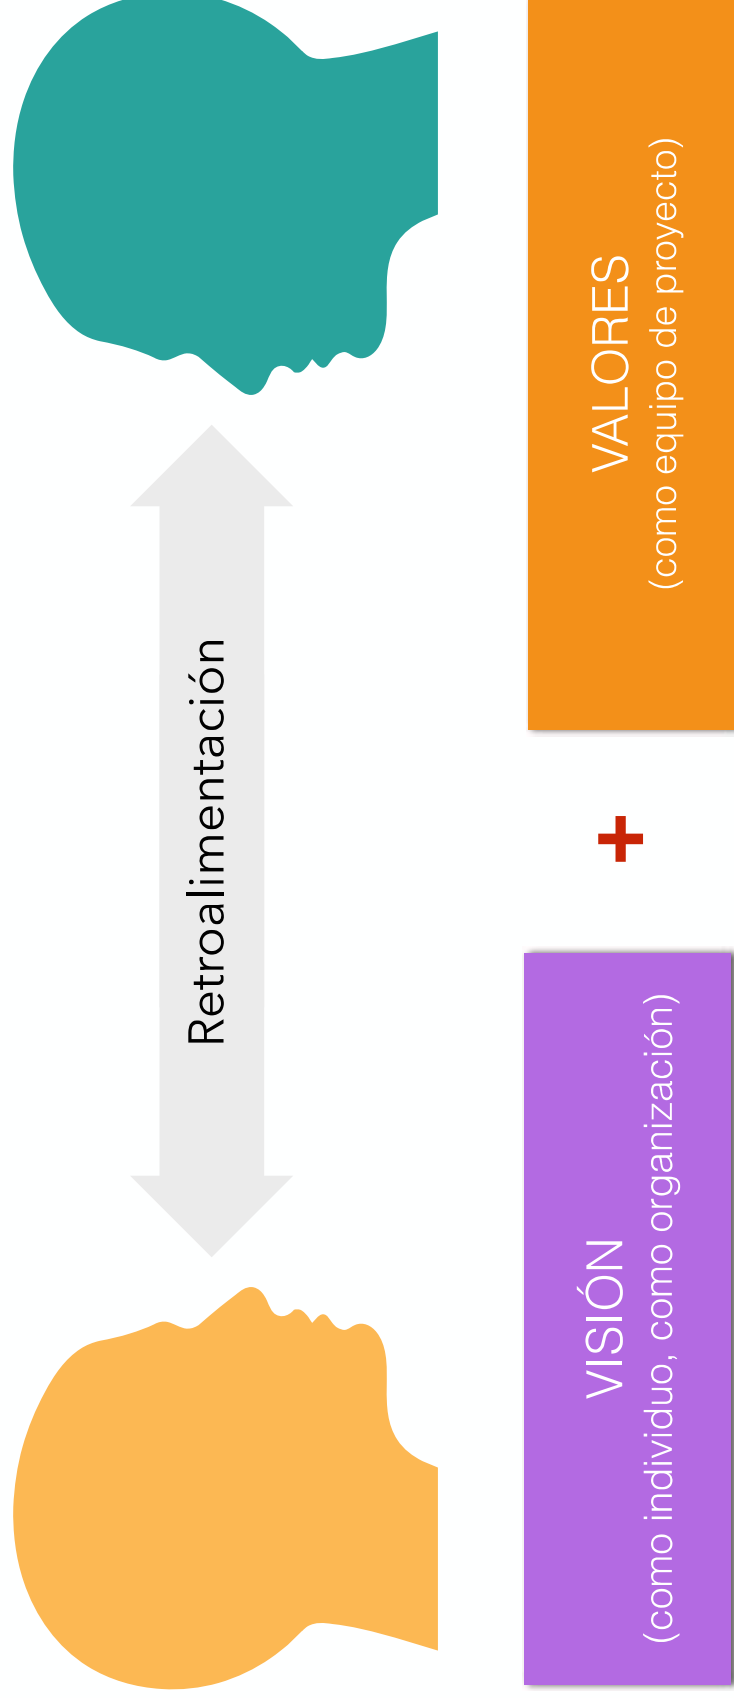 Retroalimentación
VISIÓN
(como individuo, como organización)
+
VALORES
(como equipo de proyecto)